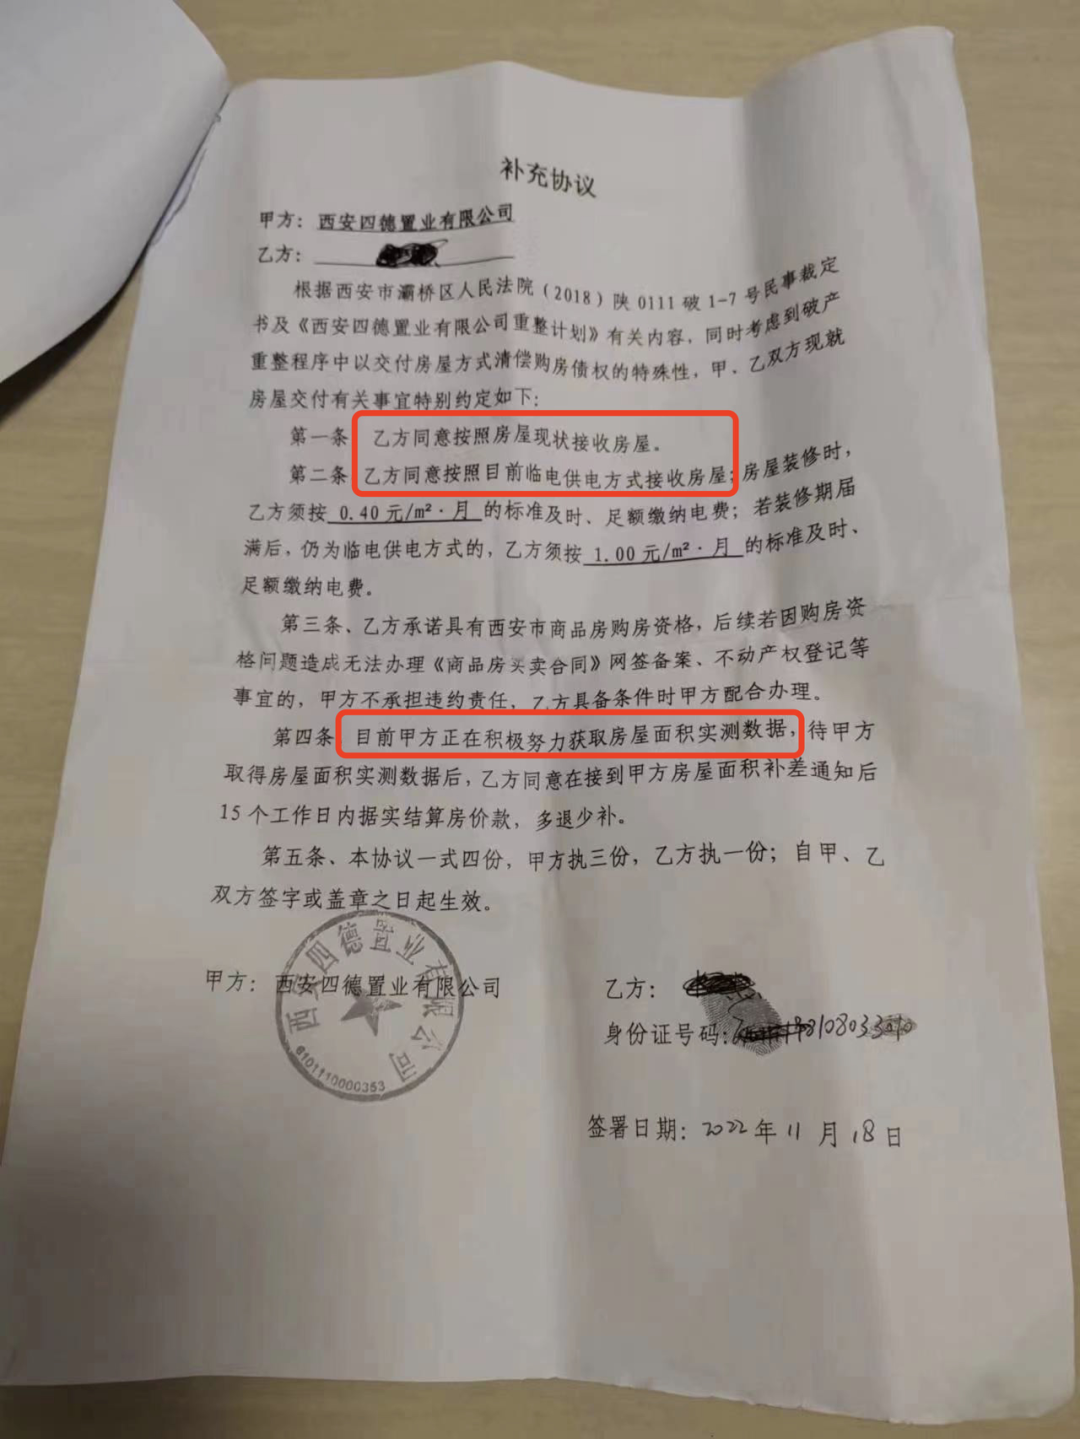 补充协议
甲方：西安四德置业有限公司
乙方：
根据西安市灞桥区人民法院（2018）陕0111破1-7号民事裁定
书及《西安四德置业有限公司重整计划》有关内容，同时考虑到破产
重整程序中以交付房屋方式清偿购房债权的特殊性，甲、乙双方现就
房屋交付有关事宜特别约定如下：
第一条、乙方同意按照房屋现状接收房屋。
第二条、乙方同意按照目前临电供电方式接收房屋；房屋装修时，
乙方须按 0.40元/m²·月 的标准及时、足额缴纳电费；若装修期届
满后，仍为临电供电方式的，乙方须按 1.00元/m²·月 的标准及时、
足额缴纳电费。
第三条、乙方承诺具有西安市商品房购房资格，后续若因购房资
格问题造成无法办理《商品房买卖合同》网签备案、不动产权登记等
事宜的，甲方不承担违约责任，乙方具备条件时甲方配合办理。
第四条、目前甲方正在积极努力获取房屋面积实测数据，待甲方
取得房屋面积实测数据后，乙方同意在接到甲方房屋面积补差通知后
15个工作日内据实结算房价款，多退少补。
第五条、本协议一式四份，甲方执三份，乙方执一份；自甲、乙
双方签字或盖章之日起生效。
甲方：西安四德置业有限公司
西安四德置业有限公司
6101110000353
乙方：
身份证号码：
签署日期：2022年11月18日